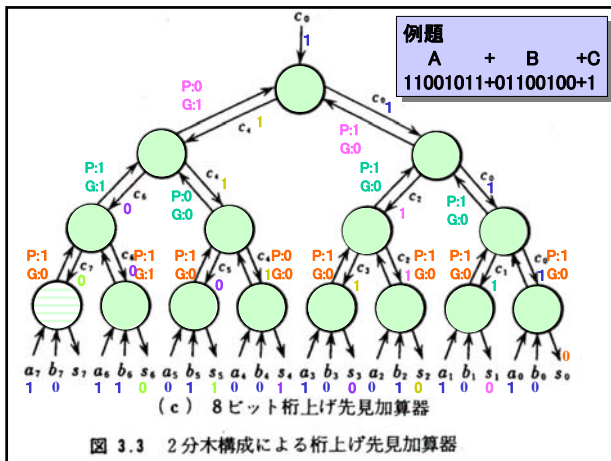 C₀
1
例題
A + B +C
11001011+01100100+1
P:0
G:1
C₄ 1
C₀ 1
P:1
G:0
P:1
G:1
C₆
0
P:0
G:0
C₄
1
P:1
G:0
C₂
1
P:1
G:0
C₀
1
P:1
G:0
C₇
0
C₆
0
P:1
G:1
P:1
G:0
C₅
0
C₄
1
P:0
G:0
P:1
G:0
C₃
1
C₂
1
P:1
G:0
P:1
G:0
C₁
1
C₀
1
P:1
G:0
0
a₇ b₇ s₇ a₆ b₆ s₆ a₅ b₅ s₅ a₄ b₄ s₄ a₃ b₃ s₃ a₂ b₂ s₂ a₁ b₁ s₁ a₀ b₀ s₀
1 0 1 1 0 0 1 1 0 0 1 1 0 0 0 1 0 1 0 0 1 0
(c) 8ビット桁上げ先見加算器
図 3.3 2分木構成による桁上げ先見加算器